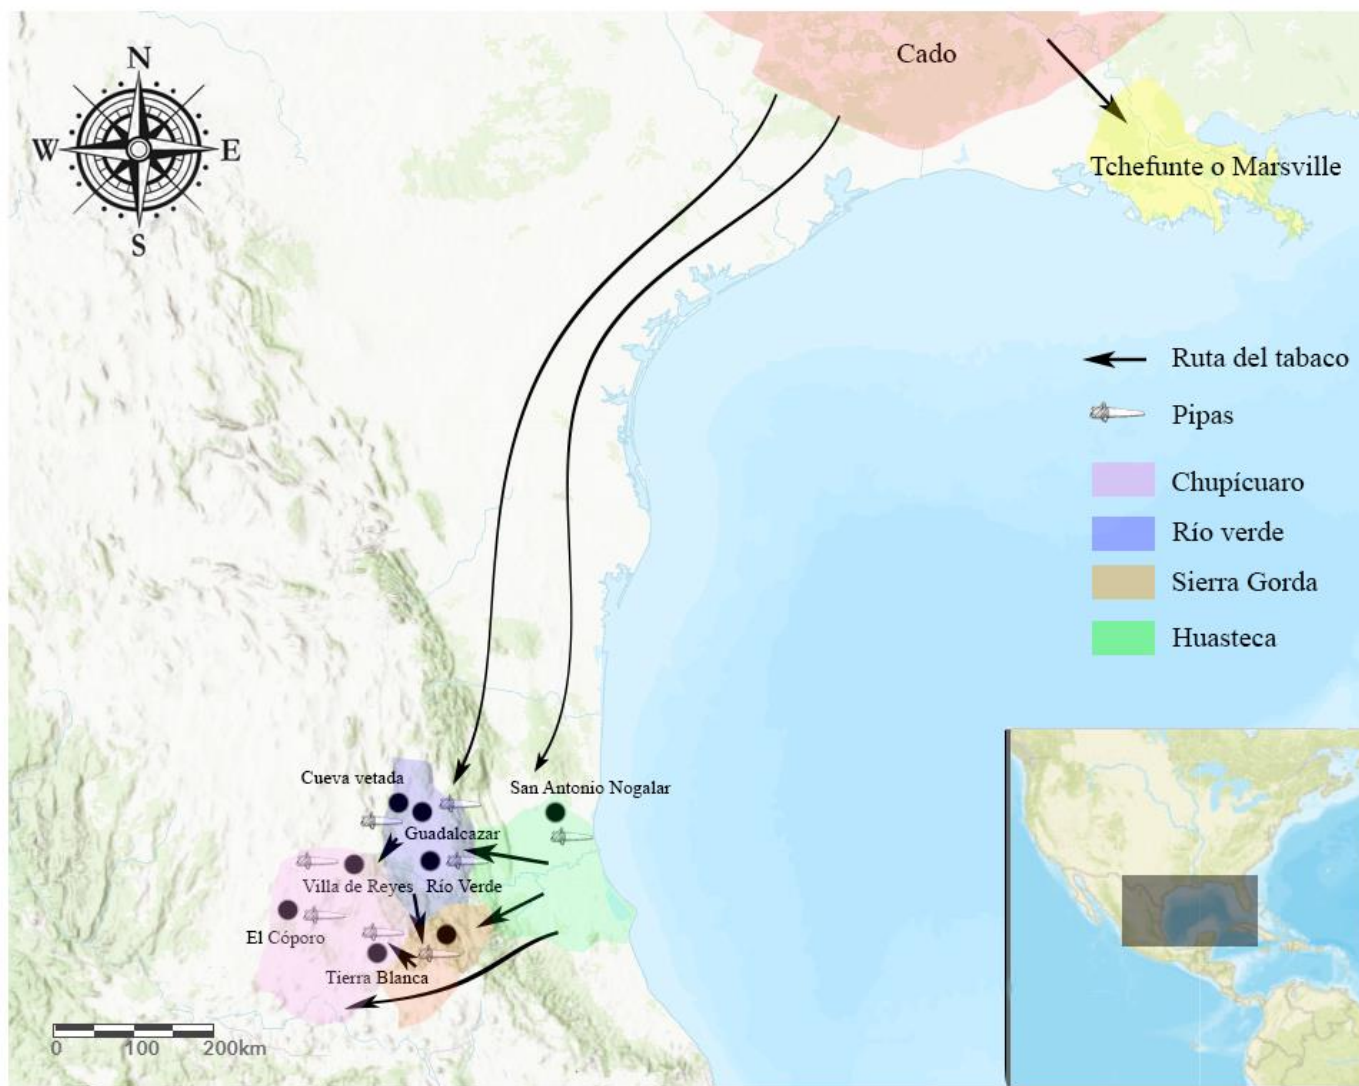 Cado
N
W E
S
Tchefunte o Marsville
Ruta del tabaco
Pipas
Chupícuaro
Río verde
Sierra Gorda
Huasteca
Cueva vetada
San Antonio Nogalar
Guadalcazar
Villa de Reyes
Río Verde
El Cóporo
Tierra Blanca
0 100 200km